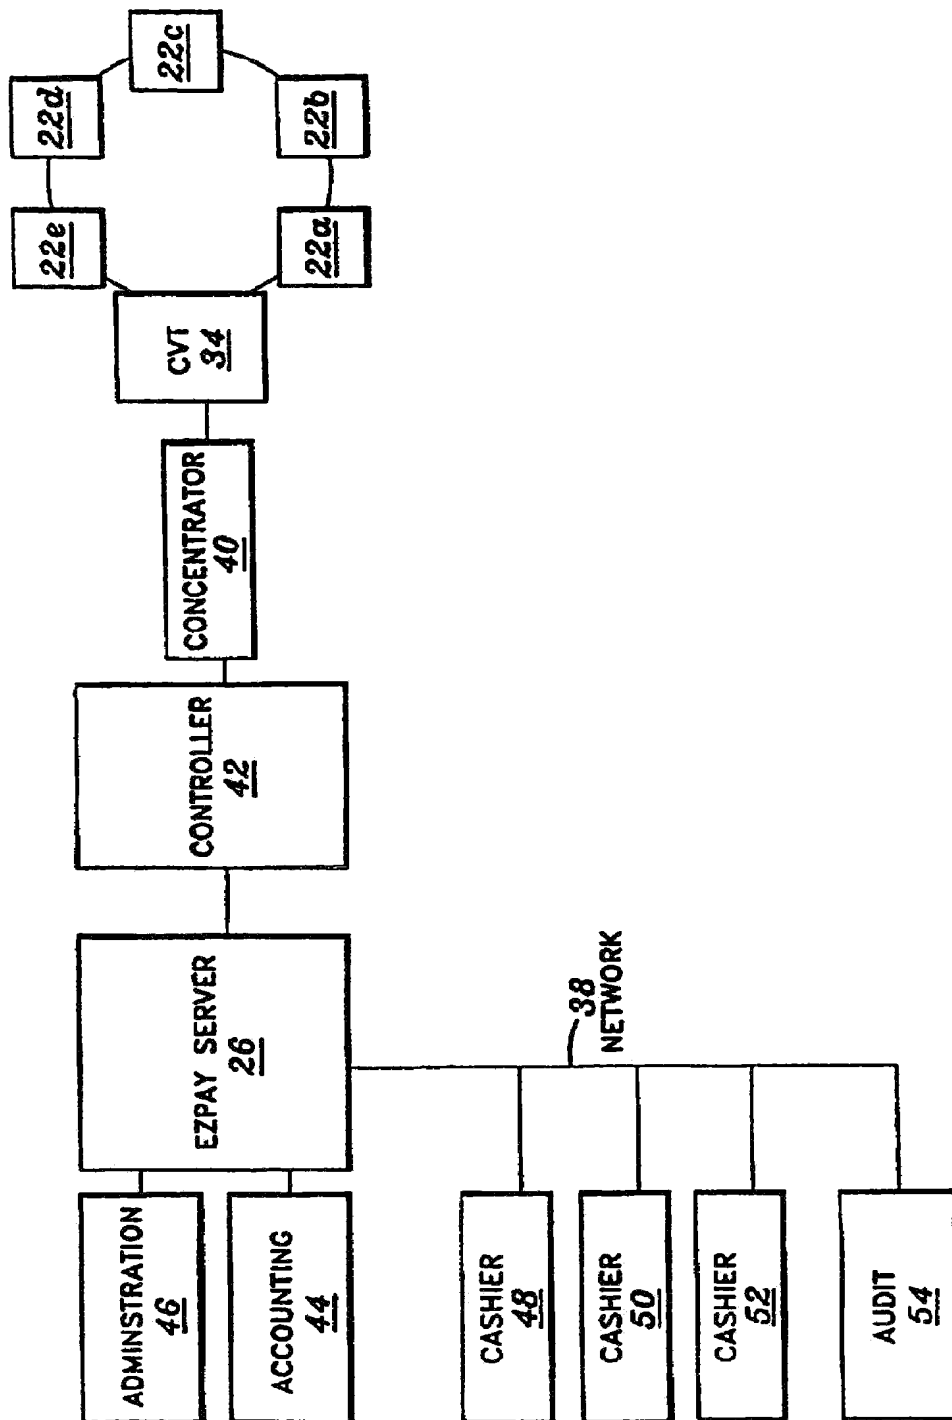 ADMINSTRATION
46
ACCOUNTING
44
CASHIER
48
CASHIER
50
CASHIER
52
AUDIT
54
EZPAY SERVER
26
38
NETWORK
CONTROLLER
42
CONCENTRATOR
40
CVT
34
22e
22d
22c
22b
22a